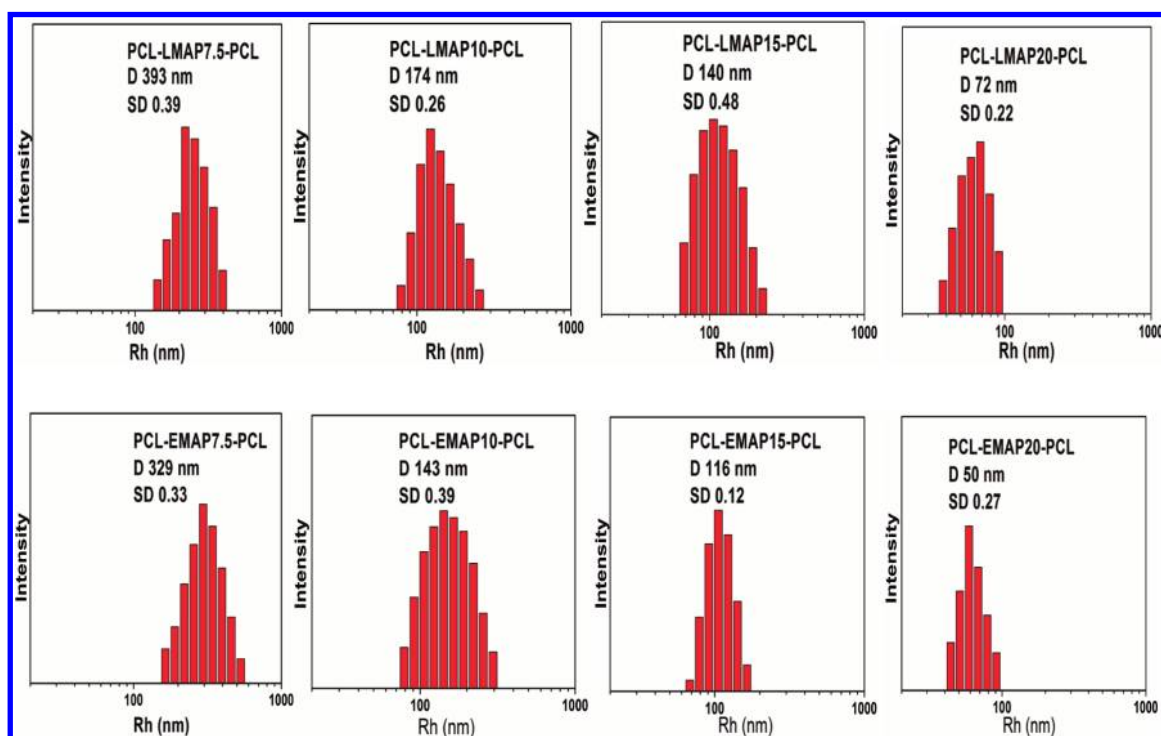 PCL-LMAP7.5-PCL
D 393 nm
SD 0.39
Intensity
100
1000
Rh (nm)
PCL-LMAP10-PCL
D 174 nm
SD 0.26
Intensity
100
1000
Rh (nm)
PCL-LMAP15-PCL
D 140 nm
SD 0.48
Intensity
100
1000
Rh (nm)
PCL-LMAP20-PCL
D 72 nm
SD 0.22
Intensity
100
1000
Rh (nm)
PCL-EMAP7.5-PCL
D 329 nm
SD 0.33
Intensity
100
1000
Rh (nm)
PCL-EMAP10-PCL
D 143 nm
SD 0.39
Intensity
100
1000
Rh (nm)
PCL-EMAP15-PCL
D 116 nm
SD 0.12
Intensity
100
1000
Rh (nm)
PCL-EMAP20-PCL
D 50 nm
SD 0.27
Intensity
100
1000
Rh (nm)